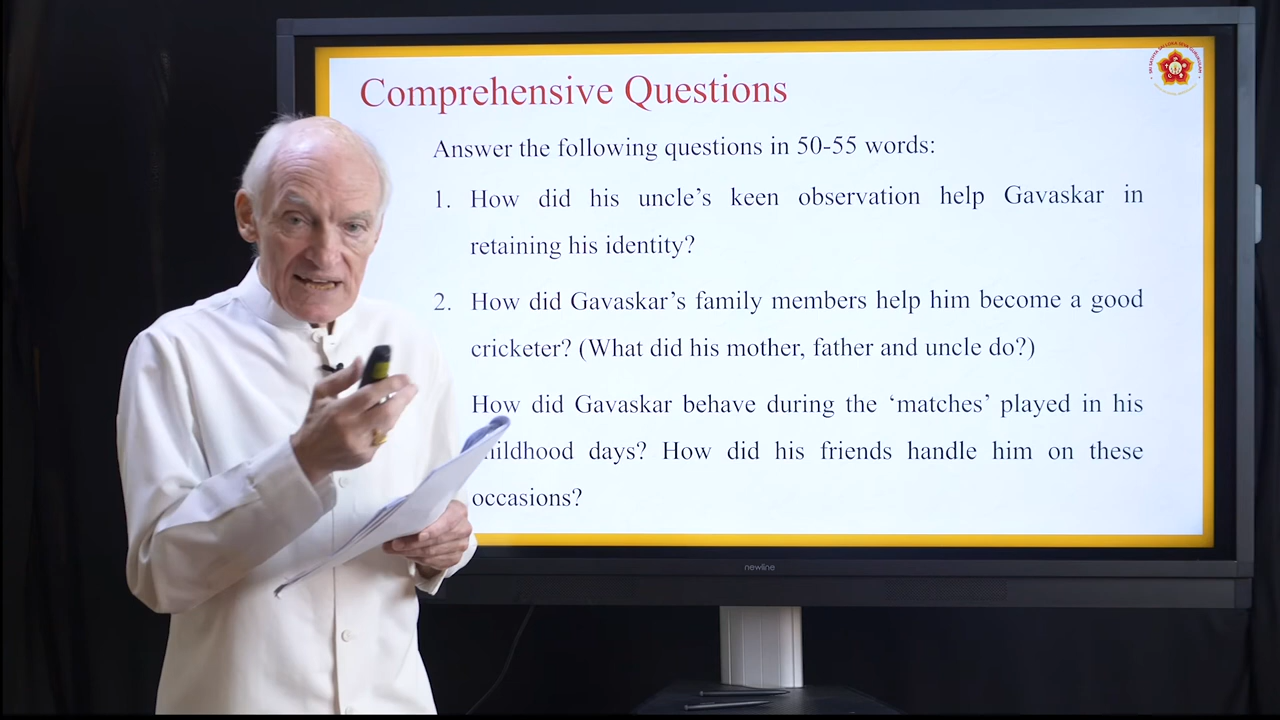 Comprehensive Questions
Answer the following questions in 50-55 words:
1. How did his uncle’s keen observation help Gavaskar in
retaining his identity?
2. How did Gavaskar’s family members help him become a good
cricketer? (What did his mother, father and uncle do?)
How did Gavaskar behave during the ‘matches’ played in his
days? How did his friends handle him on these
occasions?
newline